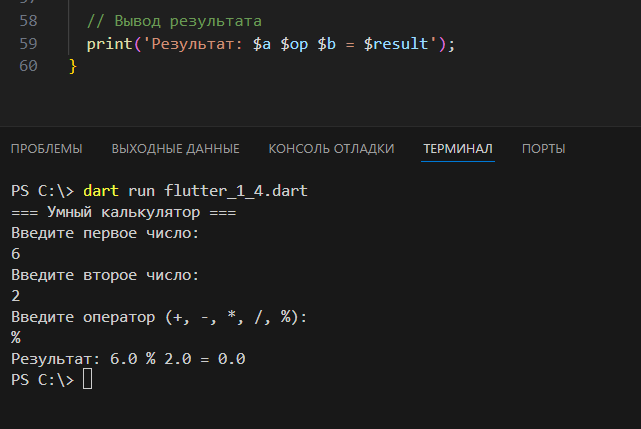 58 // Вывод результата
59 print('Результат: $a $op $b = $result');
60 }
ПРОБЛЕМЫ ВЫХОДНЫЕ ДАННЫЕ КОНСОЛЬ ОТЛАДКИ ТЕРМИНАЛ ПОРТЫ
PS C:\> dart run flutter_1_4.dart
=== Умный калькулятор ===
Введите первое число:
6
Введите второе число:
2
Введите оператор (+, -, *, /, %):
%
Результат: 6.0 % 2.0 = 0.0
PS C:\>